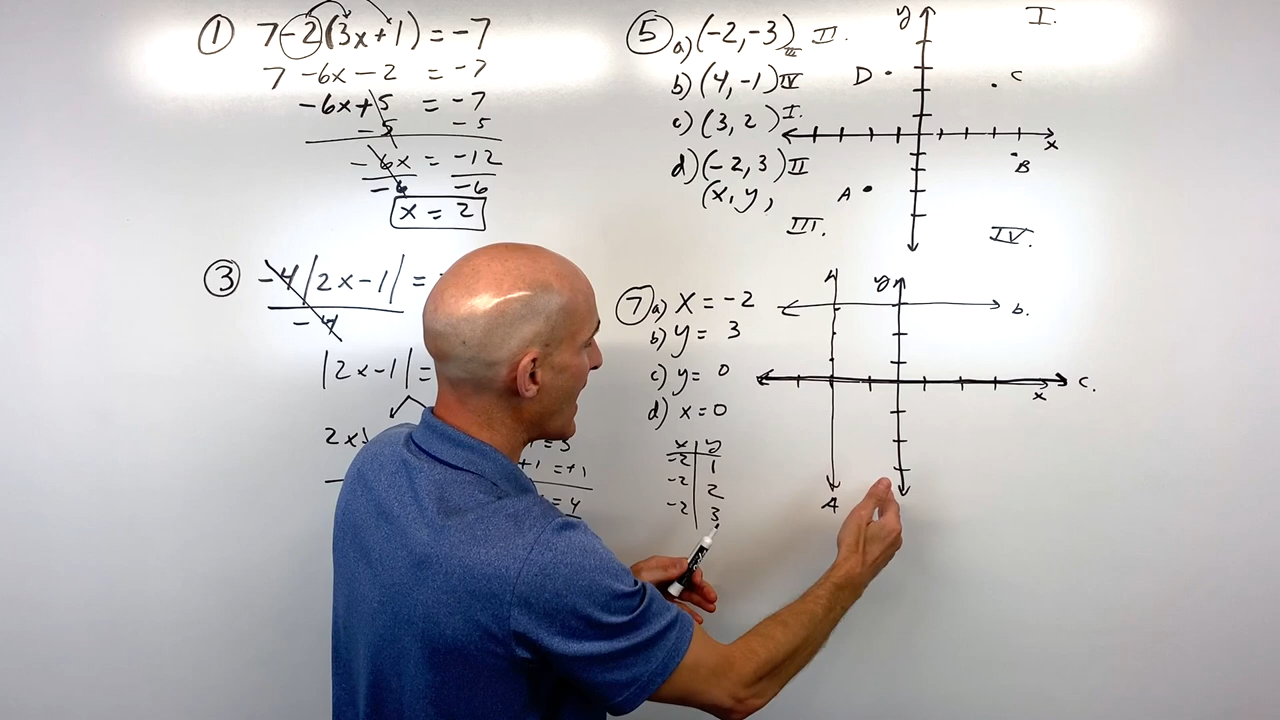 ① 7-2(3x+1) = -7
7 -6x - 2 = -7
-6x+5 = -7
-5 -5
-6x = -12
-6 -6
x = 2
③ -4|2x-1| =
-4
|2x-1| =
2x
+1 = +1
= 4
⑤ a) (-2,-3) III II.
b) (4,-1) IV
c) (3, 2) I.
d) (-2, 3) II
(x, y,
y
I.
D
C
x
B
A
III.
IV.
⑦ a) x = -2
b) y = 3
c) y = 0
d) x = 0
x y
-2 1
-2 2
-2 3
y
b.
c.
x
A